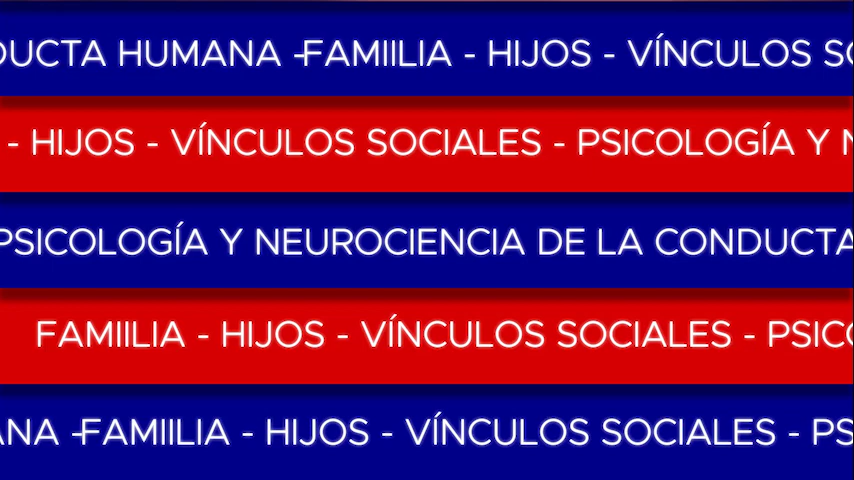 DUCTA HUMANA -FAMIILIA - HIJOS - VÍNCULOS SO
- HIJOS - VÍNCULOS SOCIALES - PSICOLOGÍA Y N
PSICOLOGÍA Y NEUROCIENCIA DE LA CONDUCTA
FAMIILIA - HIJOS - VÍNCULOS SOCIALES - PSICO
ANA -FAMIILIA - HIJOS - VÍNCULOS SOCIALES - PS